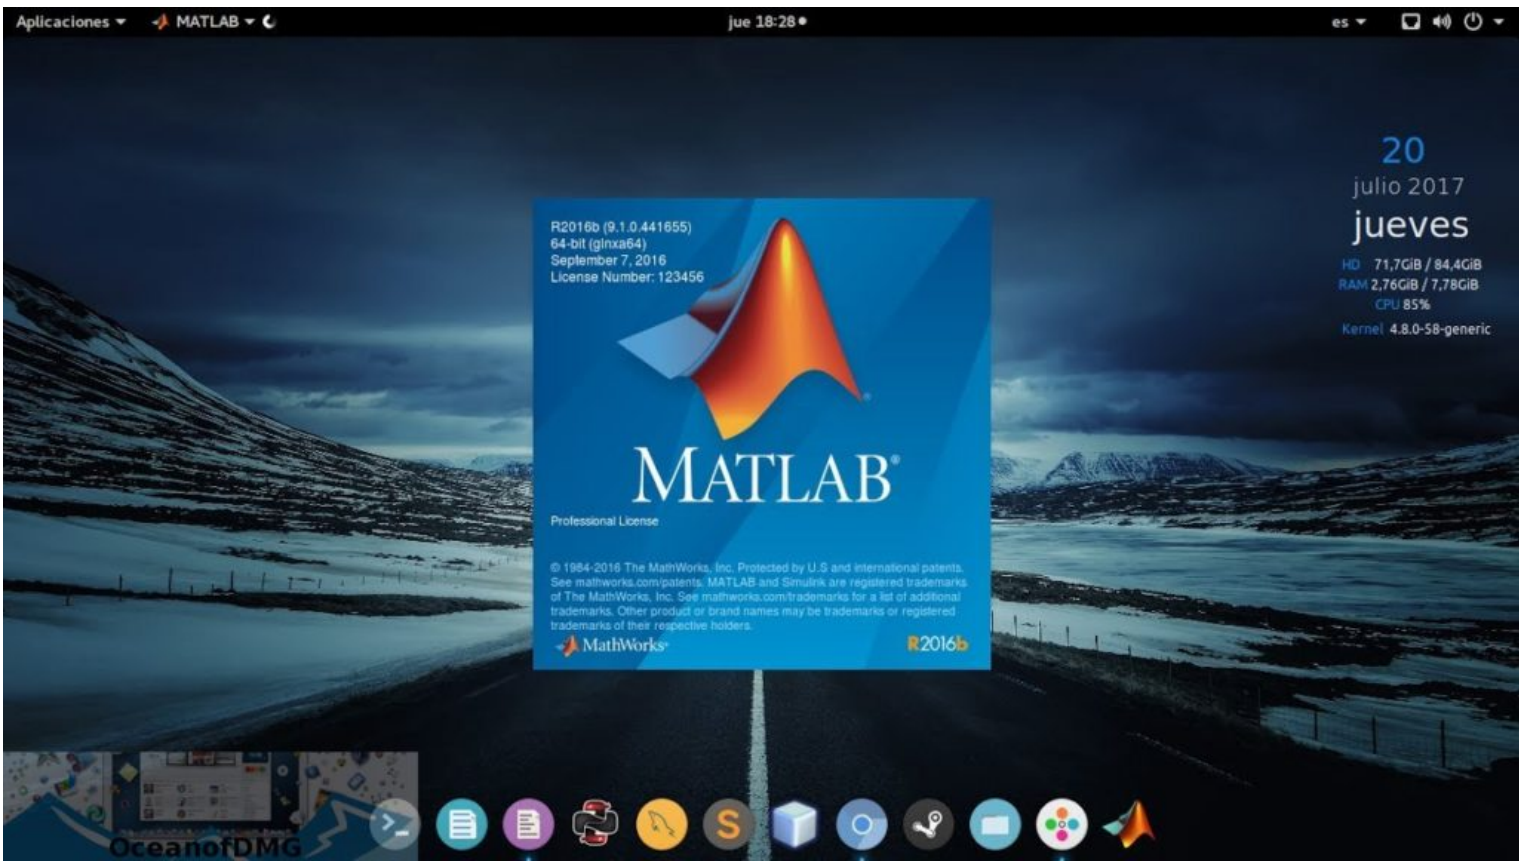 Aplicaciones MATLAB jue 18:28 es
20
julio 2017
jueves
HD 71,7GiB / 84,4GiB
RAM 2,76GiB / 7,78GiB
CPU 85%
Kernel 4.8.0-58-generic
R2016b (9.1.0.441655)
64-bit (glnxa64)
September 7, 2016
License Number: 123456
MATLAB®
Professional License
© 1984-2016 The MathWorks, Inc. Protected by U.S and international patents.
See mathworks.com/patents. MATLAB and Simulink are registered trademarks
of The MathWorks, Inc. See mathworks.com/trademarks for a list of additional
trademarks. Other product or brand names may be trademarks or registered
trademarks of their respective holders.
MathWorks® R2016b
S
OceanofDMG